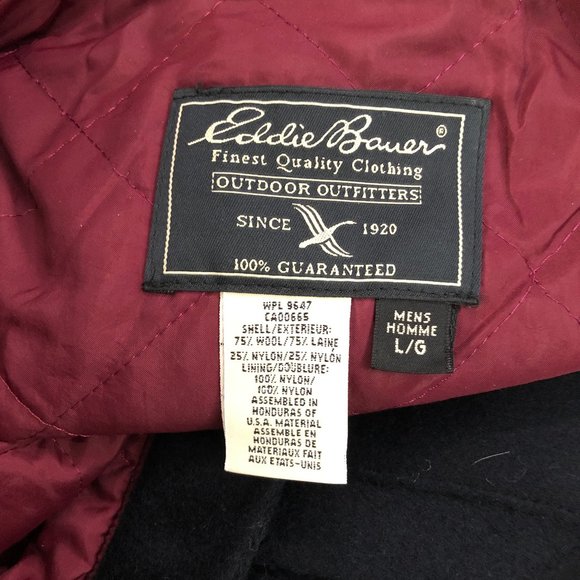 Eddie Bauer®
Finest Quality Clothing
OUTDOOR OUTFITTERS
SINCE 1920
100% GUARANTEED
MENS
HOMME
L/G
WPL 9647
CA00665
SHELL/EXTERIEUR:
75% WOOL/75% LAINE
25% NYLON/25% NYLON
LINING/DOUBLURE:
100% NYLON/
100% NYLON
ASSEMBLED IN
HONDURAS OF
U.S.A. MATERIAL
ASSEMBLE EN
HONDURAS DE
MATERIAUX FAIT
AUX ETATS-UNIS